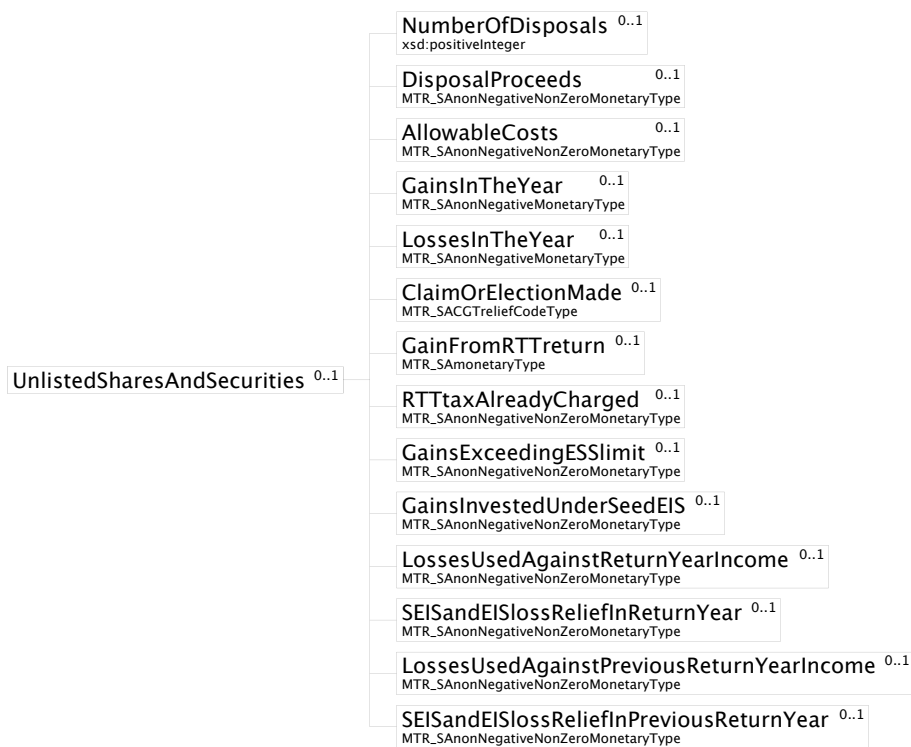 NumberOfDisposals 0..1
xsd:positiveInteger
DisposalProceeds 0..1
MTR_SAnonNegativeNonZeroMonetaryType
AllowableCosts 0..1
MTR_SAnonNegativeNonZeroMonetaryType
GainsInTheYear 0..1
MTR_SAnonNegativeMonetaryType
LossesInTheYear 0..1
MTR_SAnonNegativeMonetaryType
ClaimOrElectionMade 0..1
MTR_SACGTreliefCodeType
GainFromRTTreturn 0..1
MTR_SAmonetaryType
UnlistedSharesAndSecurities 0..1
RTTtaxAlreadyCharged 0..1
MTR_SAnonNegativeNonZeroMonetaryType
GainsExceedingESSlimit 0..1
MTR_SAnonNegativeNonZeroMonetaryType
GainsInvestedUnderSeedEIS 0..1
MTR_SAnonNegativeNonZeroMonetaryType
LossesUsedAgainstReturnYearIncome 0..1
MTR_SAnonNegativeNonZeroMonetaryType
SEISandEISlossReliefInReturnYear 0..1
MTR_SAnonNegativeNonZeroMonetaryType
LossesUsedAgainstPreviousReturnYearIncome 0..1
MTR_SAnonNegativeNonZeroMonetaryType
SEISandEISlossReliefInPreviousReturnYear 0..1
MTR_SAnonNegativeNonZeroMonetaryType